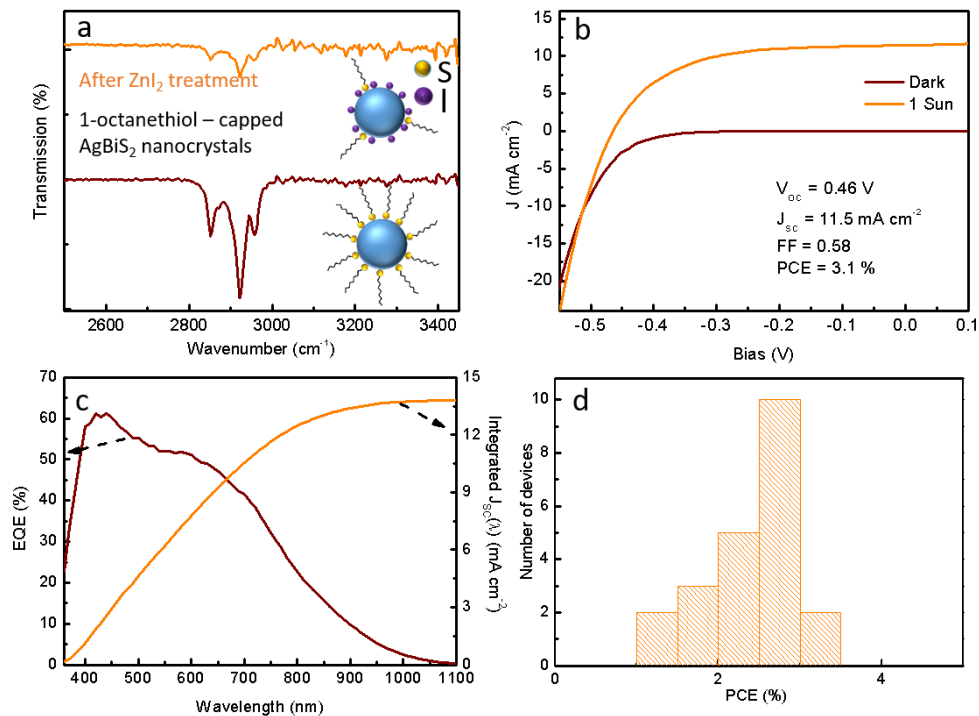 a
After ZnI₂ treatment
1-octanethiol – capped
AgBiS₂ nanocrystals
S
I
Transmission (%)
2600 2800 3000 3200 3400
Wavenumber (cm⁻¹)
b
Dark
1 Sun
V_oc = 0.46 V
J_sc = 11.5 mA cm⁻²
FF = 0.58
PCE = 3.1 %
J (mA cm⁻²)
15
10
5
0
-5
-10
-15
-20
-0.5 -0.4 -0.3 -0.2 -0.1 0.0 0.1
Bias (V)
c
EQE (%)
70
60
50
40
30
20
10
0
400 500 600 700 800 900 1000 1100
Wavelength (nm)
15
12
9
6
3
0
Integrated J_SC(λ) (mA cm⁻²)
d
Number of devices
10
8
6
4
2
0
2 4
PCE (%)